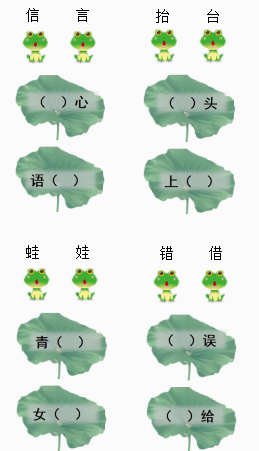 信 言 抬 台
（ ）心 （ ）头
语（ ） 上（ ）
蛙 娃 错 借
青（ ） （ ）误
女（ ） （ ）给